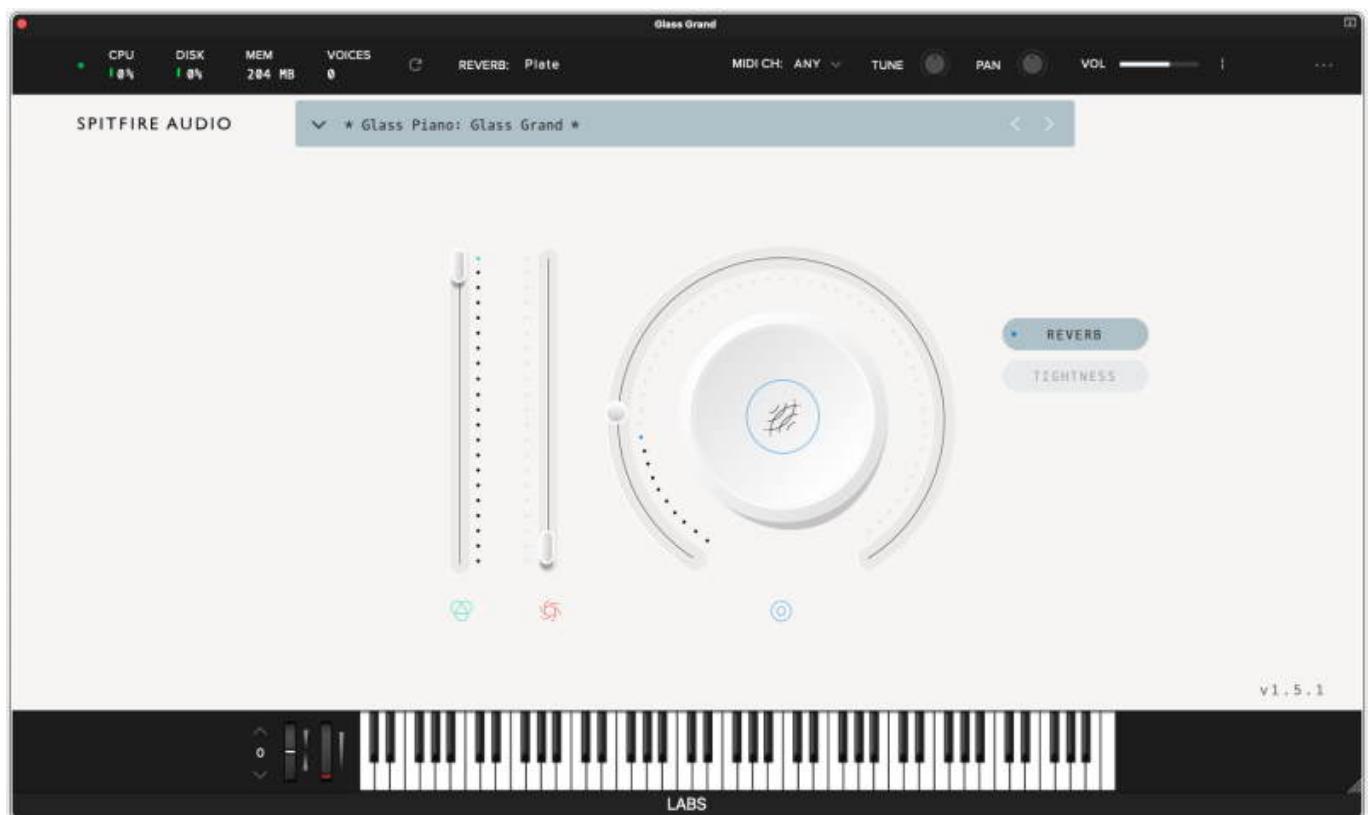 Glass Grand
CPU DISK MEM VOICES
0% 0% 204 MB 0
REVERB: Plate
MIDI CH: ANY
TUNE
PAN
VOL
SPITFIRE AUDIO
* Glass Piano: Glass Grand *
REVERB
TIGHTNESS
v1.5.1
0
LABS